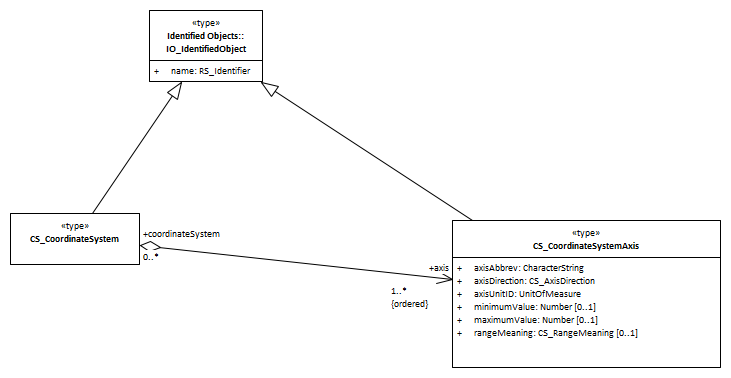 «type»
Identified Objects::
IO_IdentifiedObject
+ name: RS_Identifier
«type»
CS_CoordinateSystem
+coordinateSystem
0..*
+axis
1..*
{ordered}
«type»
CS_CoordinateSystemAxis
+ axisAbbrev: CharacterString
+ axisDirection: CS_AxisDirection
+ axisUnitID: UnitOfMeasure
+ minimumValue: Number [0..1]
+ maximumValue: Number [0..1]
+ rangeMeaning: CS_RangeMeaning [0..1]